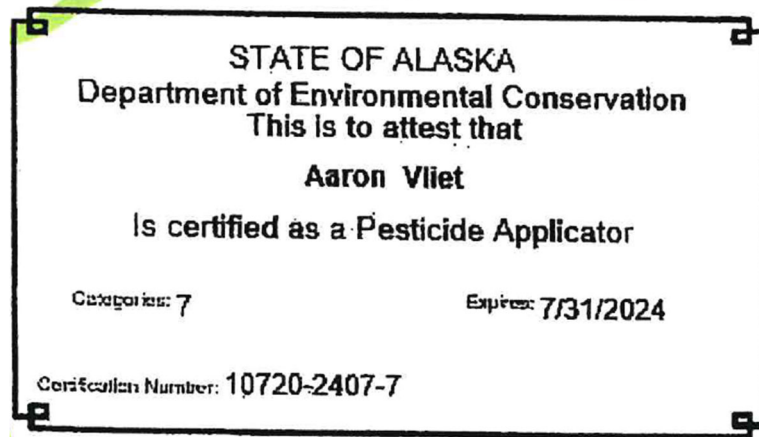 STATE OF ALASKA
Department of Environmental Conservation
This is to attest that
Aaron Vliet
Is certified as a Pesticide Applicator
Categories: 7
Expires: 7/31/2024
Certification Number: 10720-2407-7